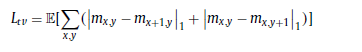 L_{tv} = 𝔼[∑_{x,y}(|m_{x,y} − m_{x+1,y}|_1 + |m_{x,y} − m_{x,y+1}|_1)]